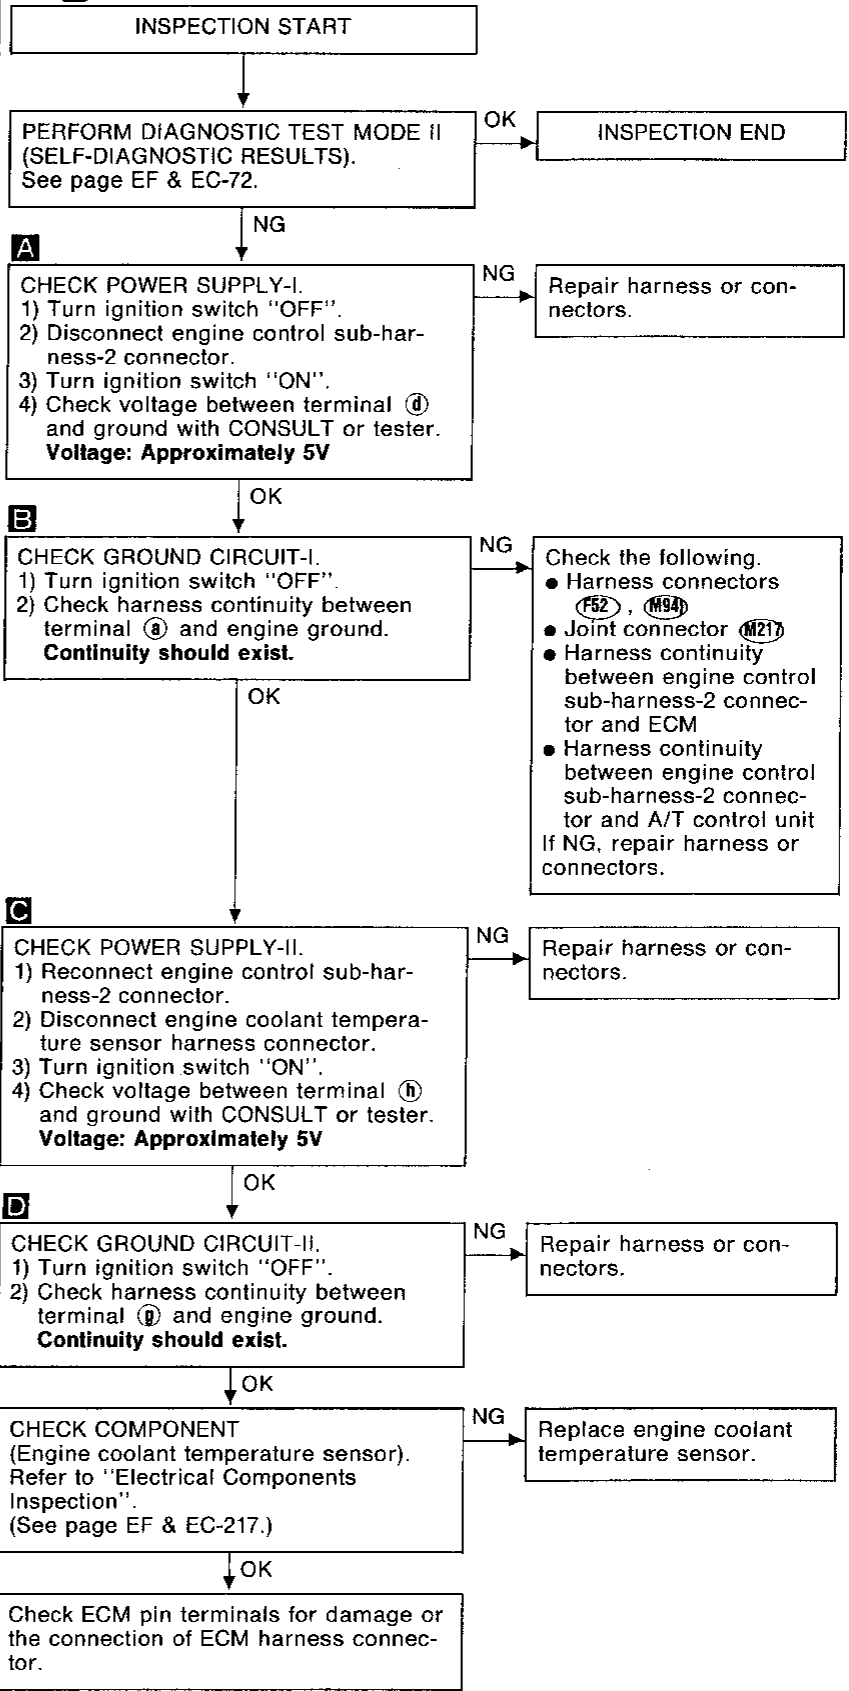 INSPECTION START
PERFORM DIAGNOSTIC TEST MODE II
(SELF-DIAGNOSTIC RESULTS).
See page EF & EC-72.
OK
INSPECTION END
NG
A
CHECK POWER SUPPLY-I.
1) Turn ignition switch "OFF".
2) Disconnect engine control sub-har-
ness-2 connector.
3) Turn ignition switch "ON".
4) Check voltage between terminal ⓓ
and ground with CONSULT or tester.
Voltage: Approximately 5V
NG
Repair harness or con-
nectors.
OK
B
CHECK GROUND CIRCUIT-I.
1) Turn ignition switch "OFF".
2) Check harness continuity between
terminal ⓐ and engine ground.
Continuity should exist.
NG
Check the following.
● Harness connectors
F52 , M94
● Joint connector M217
● Harness continuity
between engine control
sub-harness-2 connec-
tor and ECM
● Harness continuity
between engine control
sub-harness-2 connec-
tor and A/T control unit
If NG, repair harness or
connectors.
OK
C
CHECK POWER SUPPLY-II.
1) Reconnect engine control sub-har-
ness-2 connector.
2) Disconnect engine coolant tempera-
ture sensor harness connector.
3) Turn ignition switch "ON".
4) Check voltage between terminal ⓗ
and ground with CONSULT or tester.
Voltage: Approximately 5V
NG
Repair harness or con-
nectors.
OK
D
CHECK GROUND CIRCUIT-II.
1) Turn ignition switch "OFF".
2) Check harness continuity between
terminal ⓖ and engine ground.
Continuity should exist.
NG
Repair harness or con-
nectors.
OK
CHECK COMPONENT
(Engine coolant temperature sensor).
Refer to "Electrical Components
Inspection".
(See page EF & EC-217.)
NG
Replace engine coolant
temperature sensor.
OK
Check ECM pin terminals for damage or
the connection of ECM harness connec-
tor.